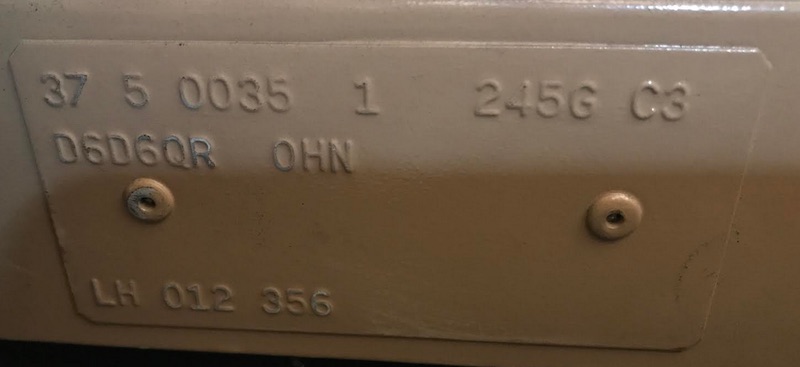 37 5 0035 1 245G C3
D6D6QR OHN
LH 012 356